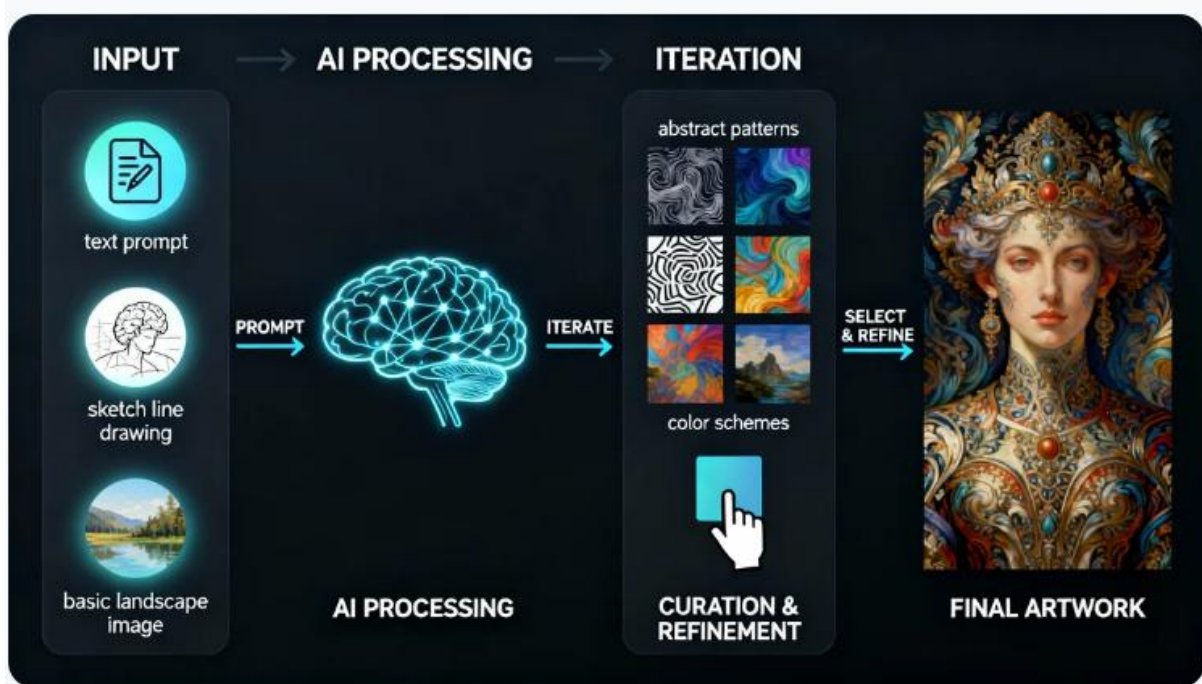 INPUT
AI PROCESSING
ITERATION
text prompt
sketch line
drawing
basic landscape
image
PROMPT
AI PROCESSING
ITERATE
abstract patterns
color schemes
CURATION &
REFINEMENT
SELECT
& REFINE
FINAL ARTWORK